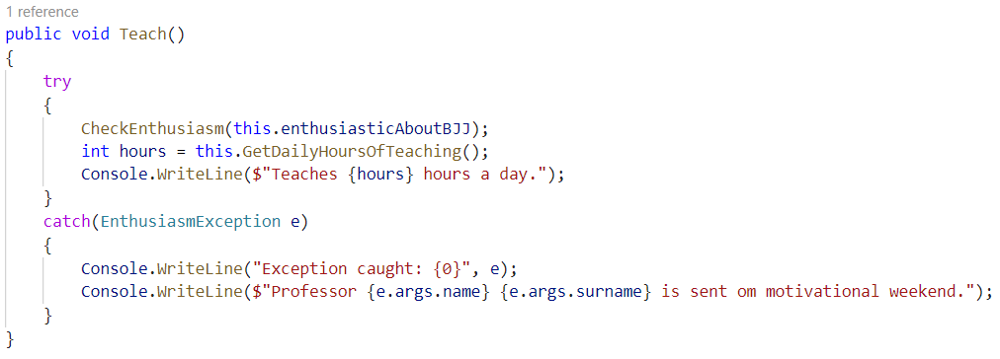 1 reference
public void Teach()
{
try
{
CheckEnthusiasm(this.enthusiasticAboutBJJ);
int hours = this.GetDailyHoursOfTeaching();
Console.WriteLine($"Teaches {hours} hours a day.");
}
catch(EnthusiasmException e)
{
Console.WriteLine("Exception caught: {0}", e);
Console.WriteLine($"Professor {e.args.name} {e.args.surname} is sent om motivational weekend.");
}
}